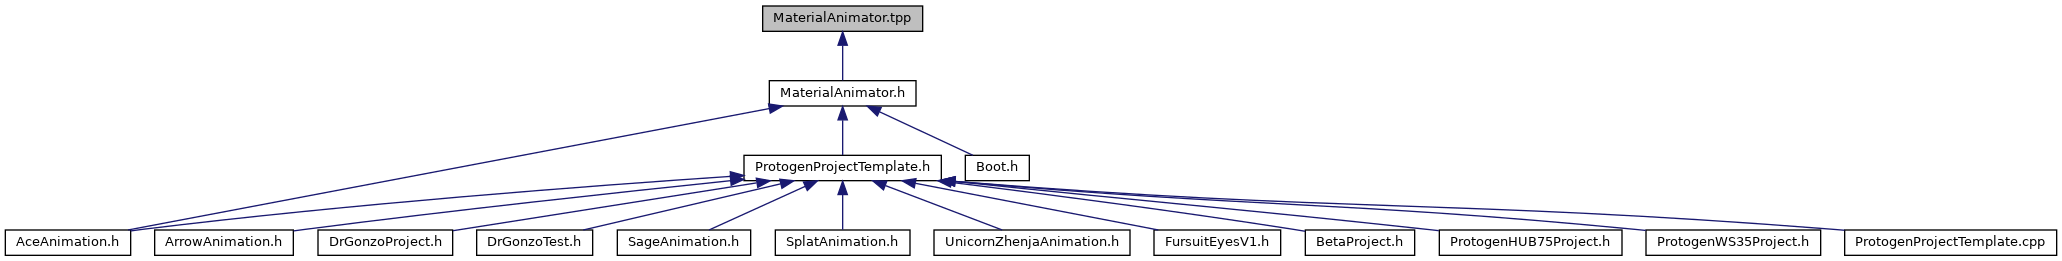 MaterialAnimator.tpp
MaterialAnimator.h
ProtogenProjectTemplate.h
Boot.h
AceAnimation.h
ArrowAnimation.h
DrGonzoProject.h
DrGonzoTest.h
SageAnimation.h
SplatAnimation.h
UnicornZhenjaAnimation.h
FursuitEyesV1.h
BetaProject.h
ProtogenHUB75Project.h
ProtogenWS35Project.h
ProtogenProjectTemplate.cpp